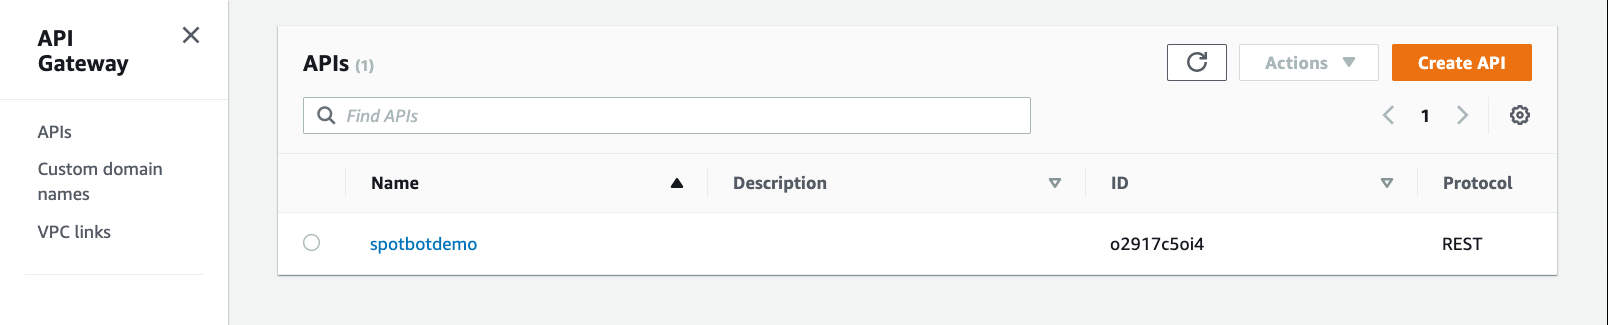 API
Gateway
APIs
Custom domain
names
VPC links
APIs (1)
Actions
Create API
Find APIs
1
Name
Description
ID
Protocol
spotbotdemo
o2917c5oi4
REST